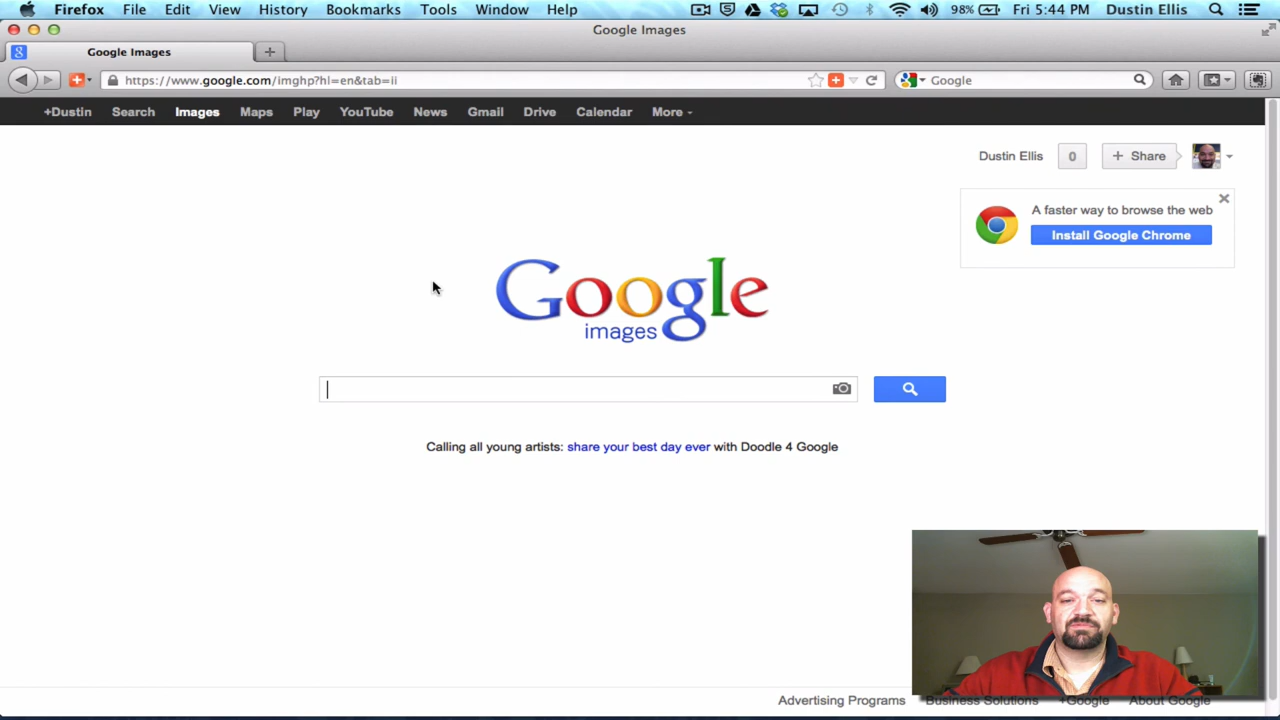 Firefox File Edit View History Bookmarks Tools Window Help 98% Fri 5:44 PM Dustin Ellis
Google Images
Google Images
https://www.google.com/imghp?hl=en&tab=ii
Google
+Dustin Search Images Maps Play YouTube News Gmail Drive Calendar More
Dustin Ellis 0 + Share
A faster way to browse the web
Install Google Chrome
Google
images
Calling all young artists: share your best day ever with Doodle 4 Google
Advertising Programs Business Solutions +Google About Google